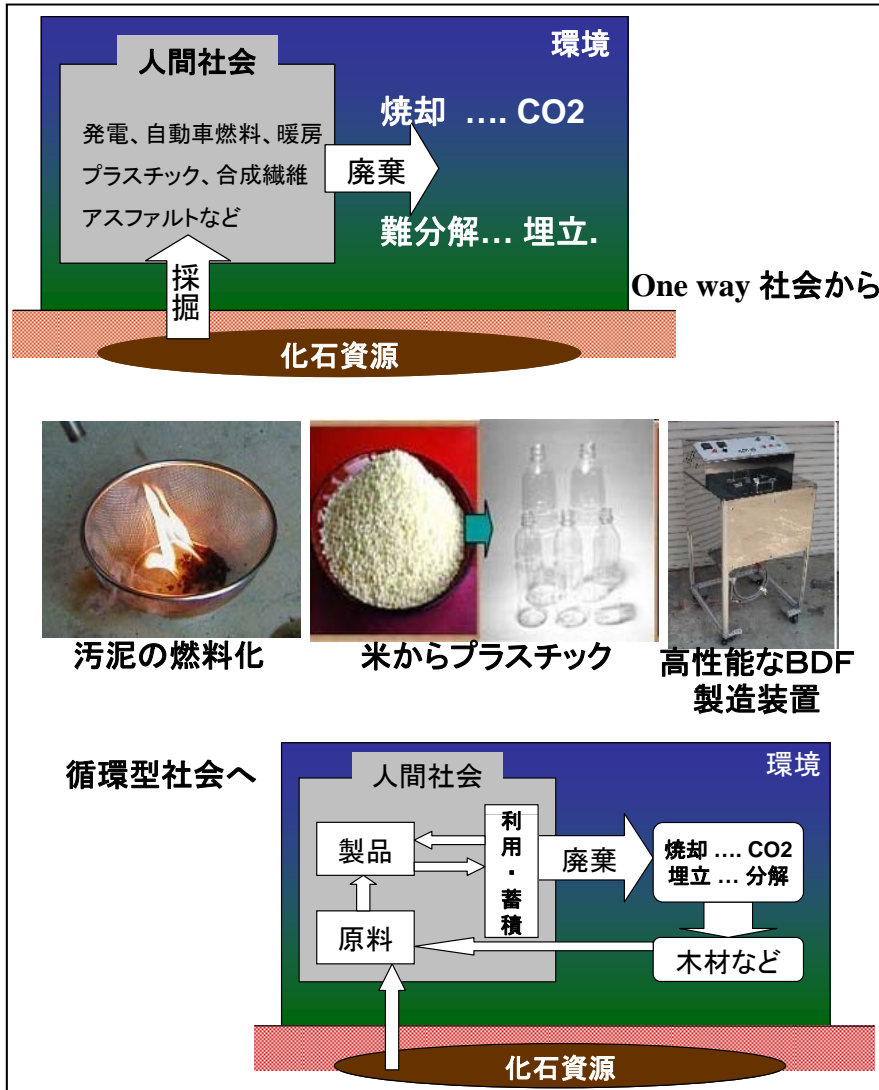 環境
人間社会
発電、自動車燃料、暖房
プラスチック、合成繊維
アスファルトなど
廃棄
焼却 …. CO2
難分解… 埋立.
採掘
化石資源
One way 社会から
汚泥の燃料化
米からプラスチック
高性能なBDF
製造装置
循環型社会へ
環境
人間社会
製品
原料
利用・蓄積
廃棄
焼却 …. CO2
埋立 … 分解
木材など
化石資源